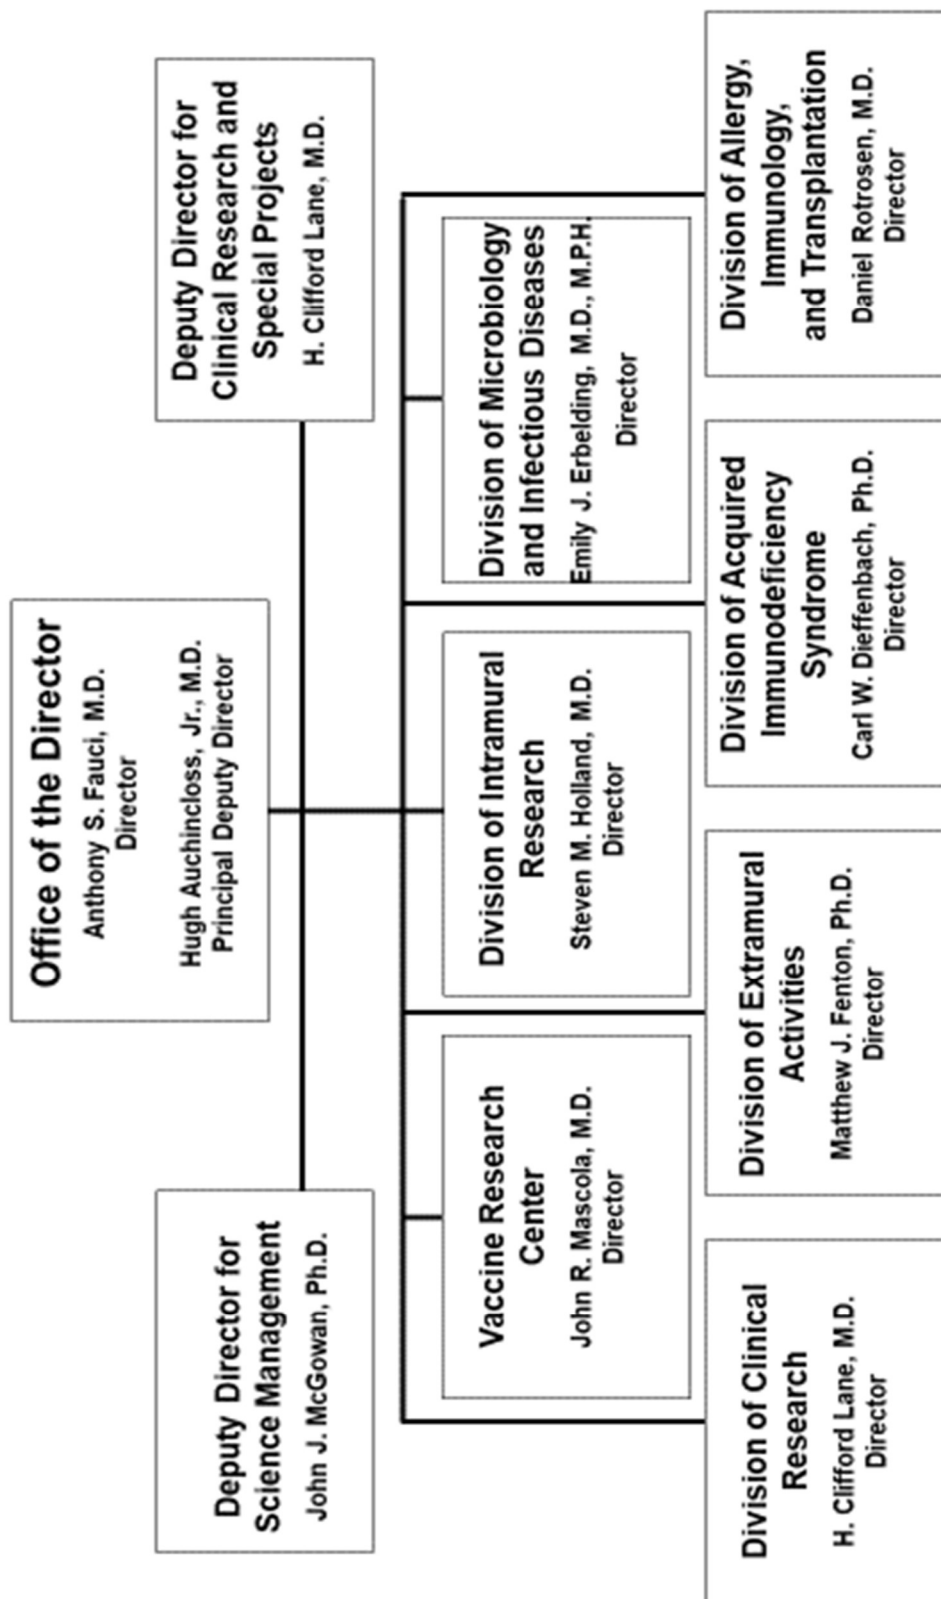 Office of the Director
Anthony S. Fauci, M.D.
Director
Hugh Auchincloss, Jr., M.D.
Principal Deputy Director
Deputy Director for
Science Management
John J. McGowan, Ph.D.
Deputy Director for
Clinical Research and
Special Projects
H. Clifford Lane, M.D.
Vaccine Research
Center
John R. Mascola, M.D.
Director
Division of Intramural
Research
Steven M. Holland, M.D.
Director
Division of Microbiology
and Infectious Diseases
Emily J. Erbelding, M.D., M.P.H.
Director
Division of Clinical
Research
H. Clifford Lane, M.D.
Director
Division of Extramural
Activities
Matthew J. Fenton, Ph.D.
Director
Division of Acquired
Immunodeficiency
Syndrome
Carl W. Dieffenbach, Ph.D.
Director
Division of Allergy,
Immunology,
and Transplantation
Daniel Rotrosen, M.D.
Director